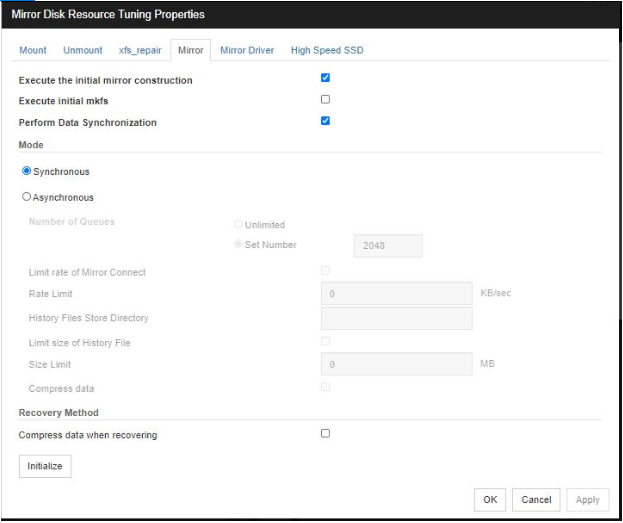 Mirror Disk Resource Tuning Properties
Mount Unmount xfs_repair Mirror Mirror Driver High Speed SSD
Execute the initial mirror construction
Execute initial mkfs
Perform Data Synchronization
Mode
Synchronous
Asynchronous
Number of Queues Unlimited
Set Number 2048
Limit rate of Mirror Connect
Rate Limit 0 KB/sec
History Files Store Directory
Limit size of History File
Size Limit 0 MB
Compress data
Recovery Method
Compress data when recovering
Initialize
OK Cancel Apply